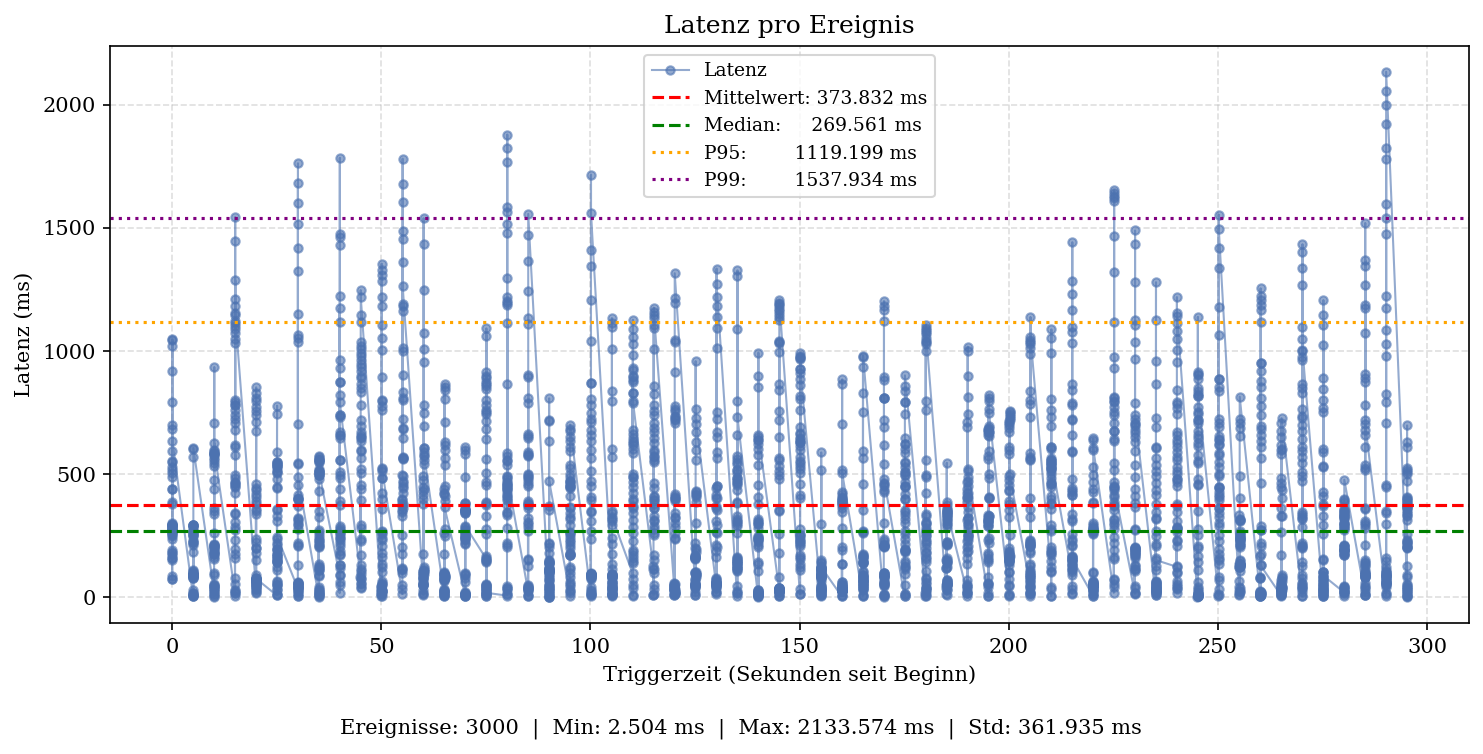 Latenz pro Ereignis
Latenz
Mittelwert: 373.832 ms
Median: 269.561 ms
P95: 1119.199 ms
P99: 1537.934 ms
Latenz (ms)
2000
1500
1000
500
0
0 50 100 150 200 250 300
Triggerzeit (Sekunden seit Beginn)
Ereignisse: 3000 | Min: 2.504 ms | Max: 2133.574 ms | Std: 361.935 ms